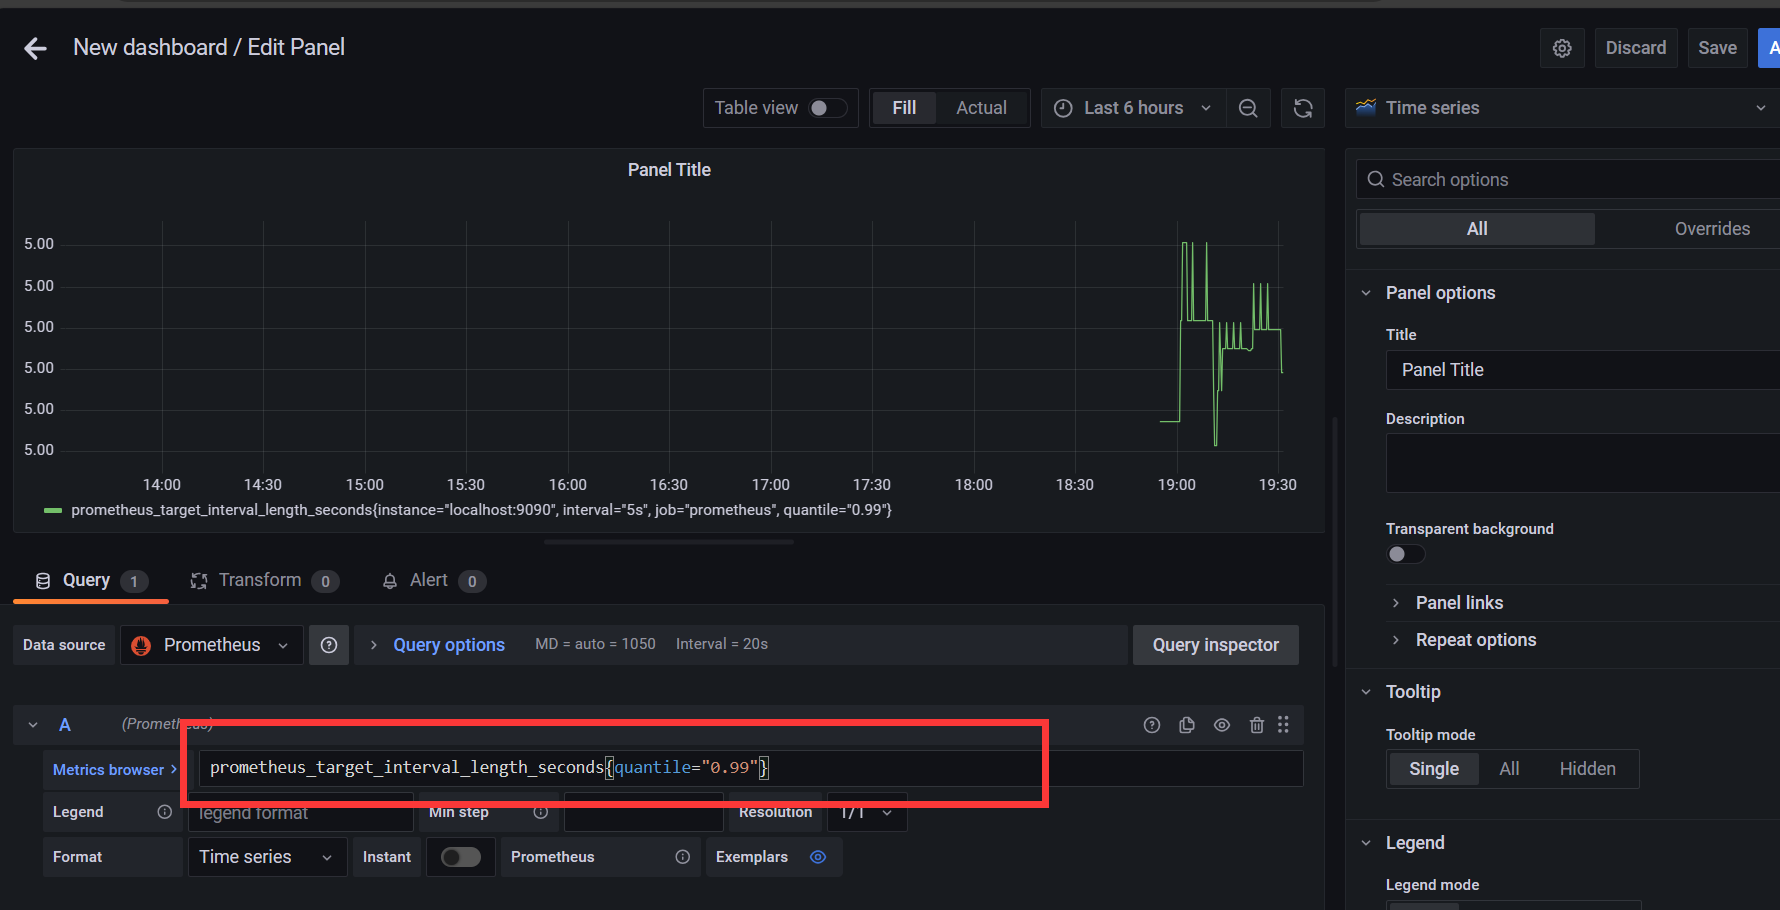 New dashboard / Edit Panel
Discard
Save
A
Table view
Fill
Actual
Last 6 hours
Time series
Panel Title
5.00
5.00
5.00
5.00
5.00
5.00
14:00 14:30 15:00 15:30 16:00 16:30 17:00 17:30 18:00 18:30 19:00 19:30
prometheus_target_interval_length_seconds{instance="localhost:9090", interval="5s", job="prometheus", quantile="0.99"}
Query 1
Transform 0
Alert 0
Data source
Prometheus
Query options
MD = auto = 1050
Interval = 20s
Query inspector
A
(Prometheus)
Metrics browser
prometheus_target_interval_length_seconds{quantile="0.99"}
Legend
legend format
Min step
Resolution
1/1
Format
Time series
Instant
Prometheus
Exemplars
Search options
All
Overrides
Panel options
Title
Panel Title
Description
Transparent background
Panel links
Repeat options
Tooltip
Tooltip mode
Single
All
Hidden
Legend
Legend mode